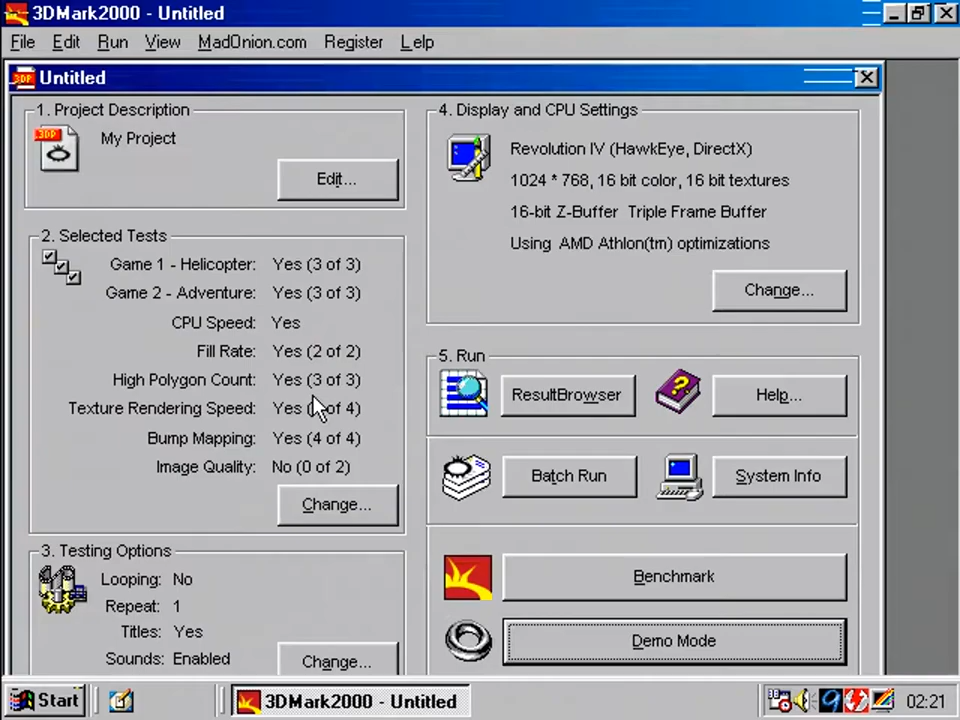 3DMark2000 - Untitled
File Edit Run View MadOnion.com Register Lelp
Untitled
1. Project Description
My Project
Edit...
2. Selected Tests
Game 1 - Helicopter: Yes (3 of 3)
Game 2 - Adventure: Yes (3 of 3)
CPU Speed: Yes
Fill Rate: Yes (2 of 2)
High Polygon Count: Yes (3 of 3)
Texture Rendering Speed: Yes ( of 4)
Bump Mapping: Yes (4 of 4)
Image Quality: No (0 of 2)
Change...
3. Testing Options
Looping: No
Repeat: 1
Titles: Yes
Sounds: Enabled
Change...
4. Display and CPU Settings
Revolution IV (HawkEye, DirectX)
1024 * 768, 16 bit color, 16 bit textures
16-bit Z-Buffer Triple Frame Buffer
Using AMD Athlon(tm) optimizations
Change...
5. Run
ResultBrowser
Help...
Batch Run
System Info
Benchmark
Demo Mode
Start
3DMark2000 - Untitled
02:21